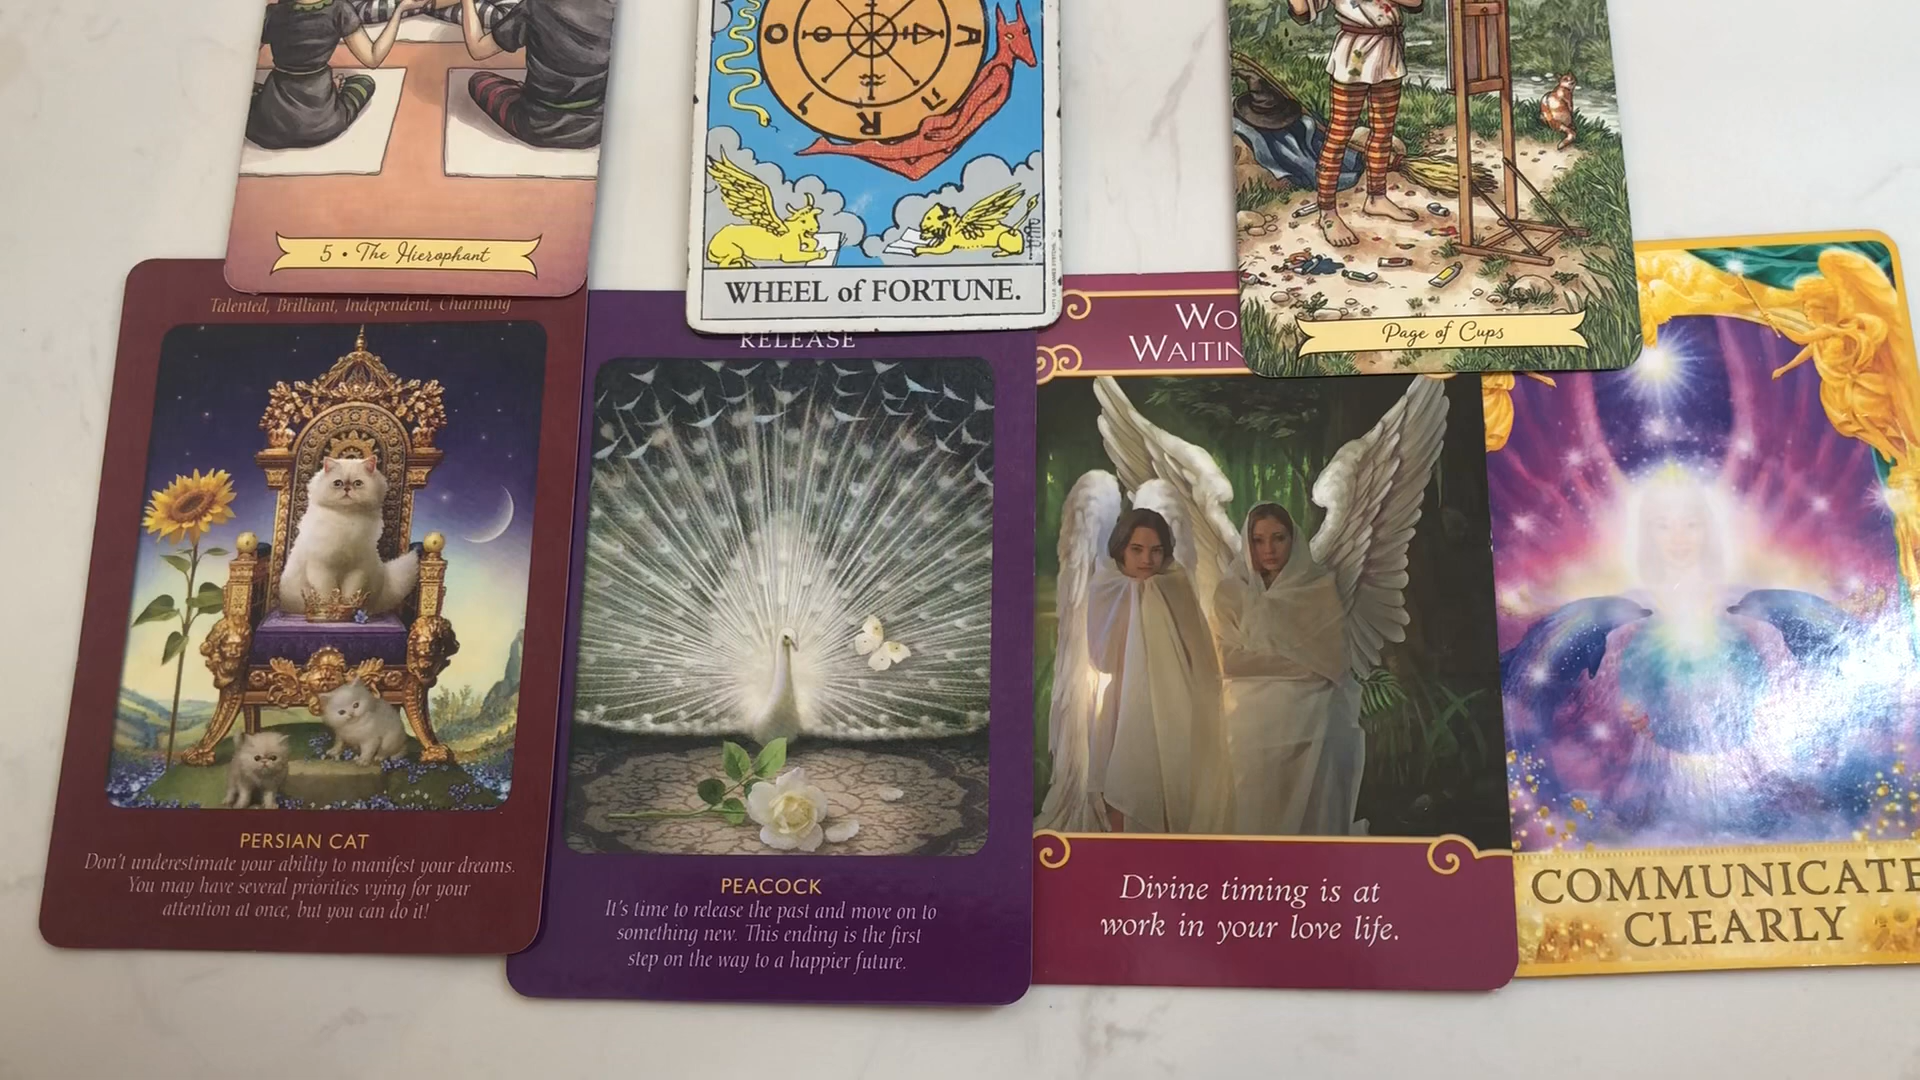 5 • The Hierophant
WHEEL of FORTUNE.
Page of Cups
Talented, Brilliant, Independent, Charming
PERSIAN CAT
Don't underestimate your ability to manifest your dreams.
You may have several priorities vying for your
attention at once, but you can do it!
RELEASE
PEACOCK
It's time to release the past and move on to
something new. This ending is the first
step on the way to a happier future.
Wo
Waitin
Divine timing is at
work in your love life.
COMMUNICATE
CLEARLY